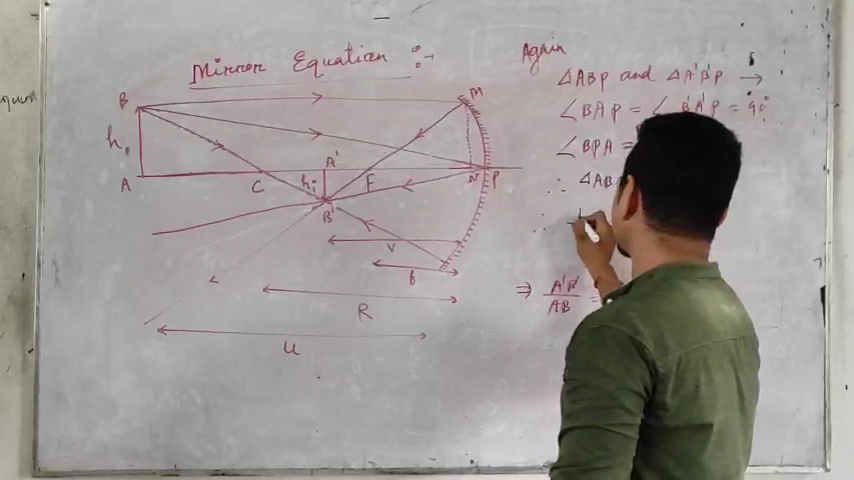 Mirror Equation :-
Again
△ABP and △A'B'P →
∠BAP = ∠B'A'P = 90°
∠BPA =
∴ △AB
∴
⇒ A'B'
AB =
B
M
h₀
A'
A
C
hᵢ
F
N
P
B'
v
f
R
u